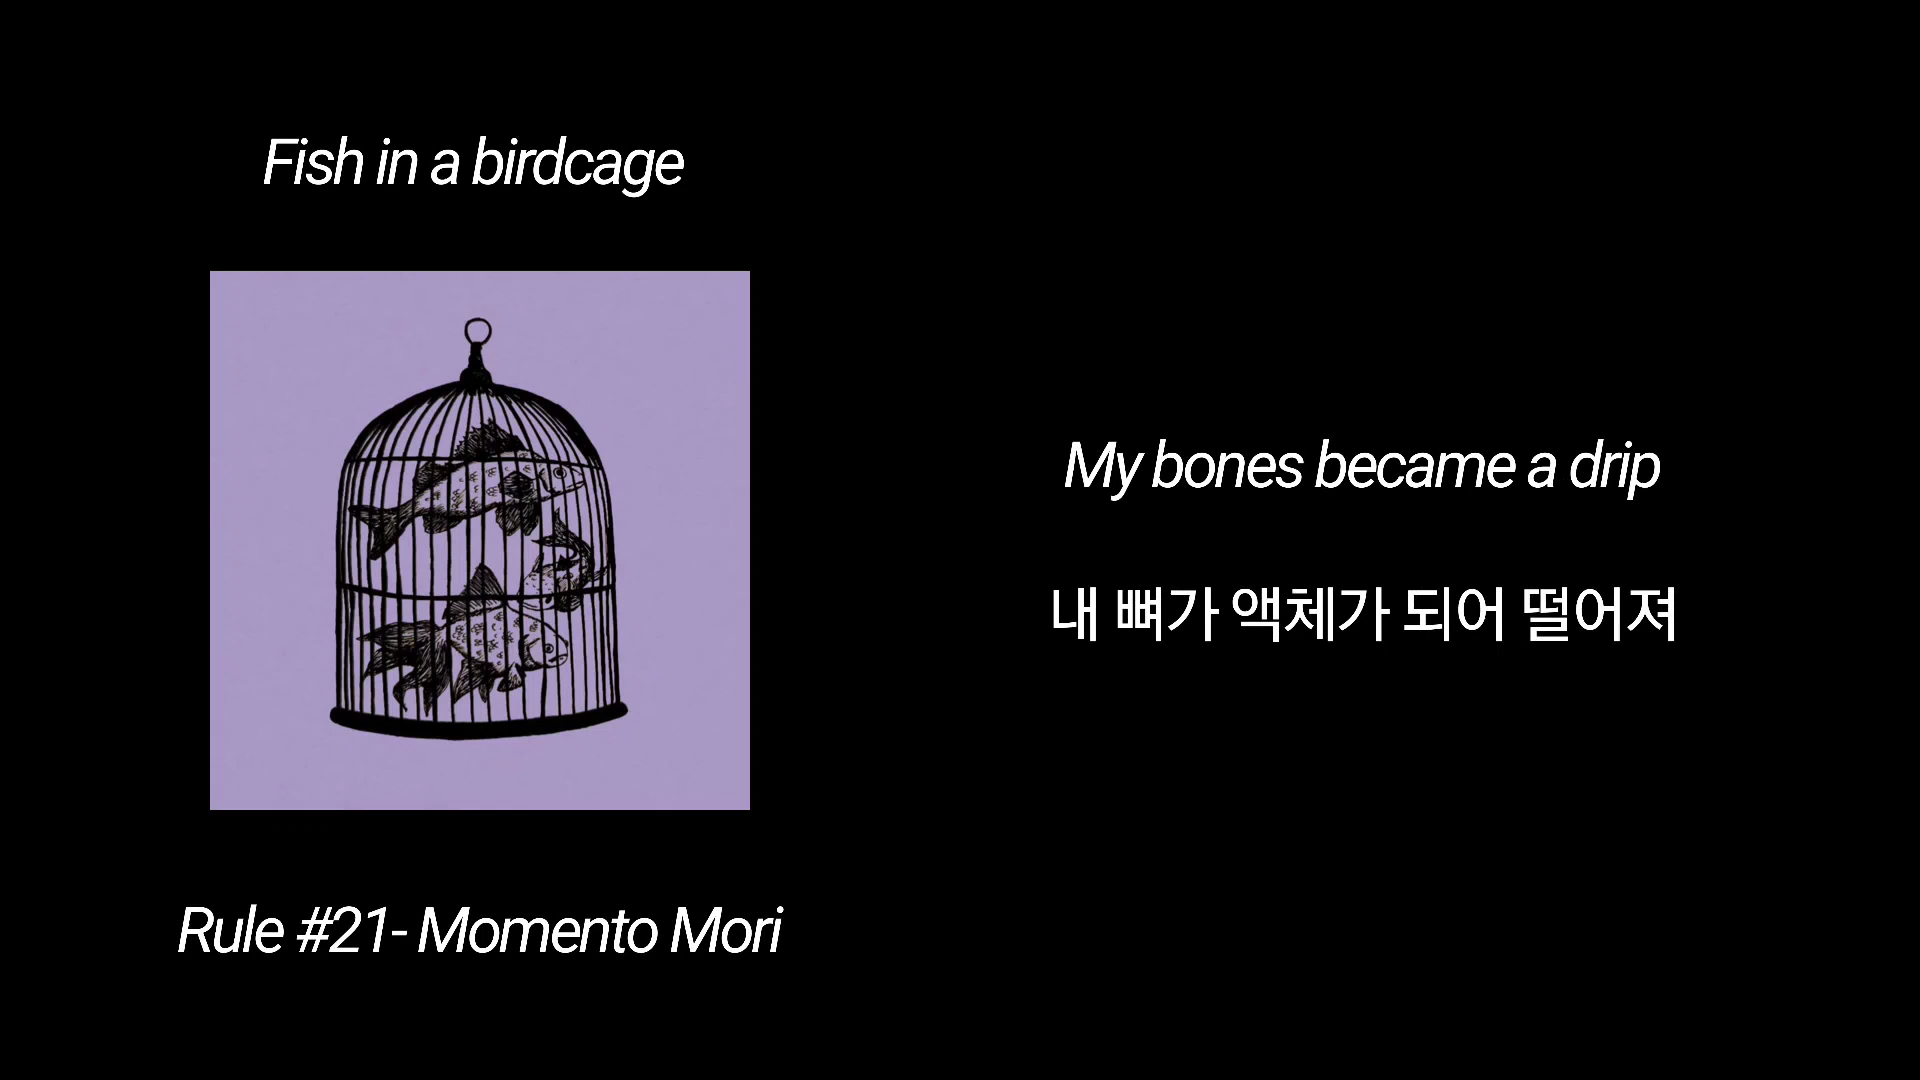 Fish in a birdcage
Rule #21- Momento Mori
My bones became a drip
내 뼈가 액체가 되어 떨어져